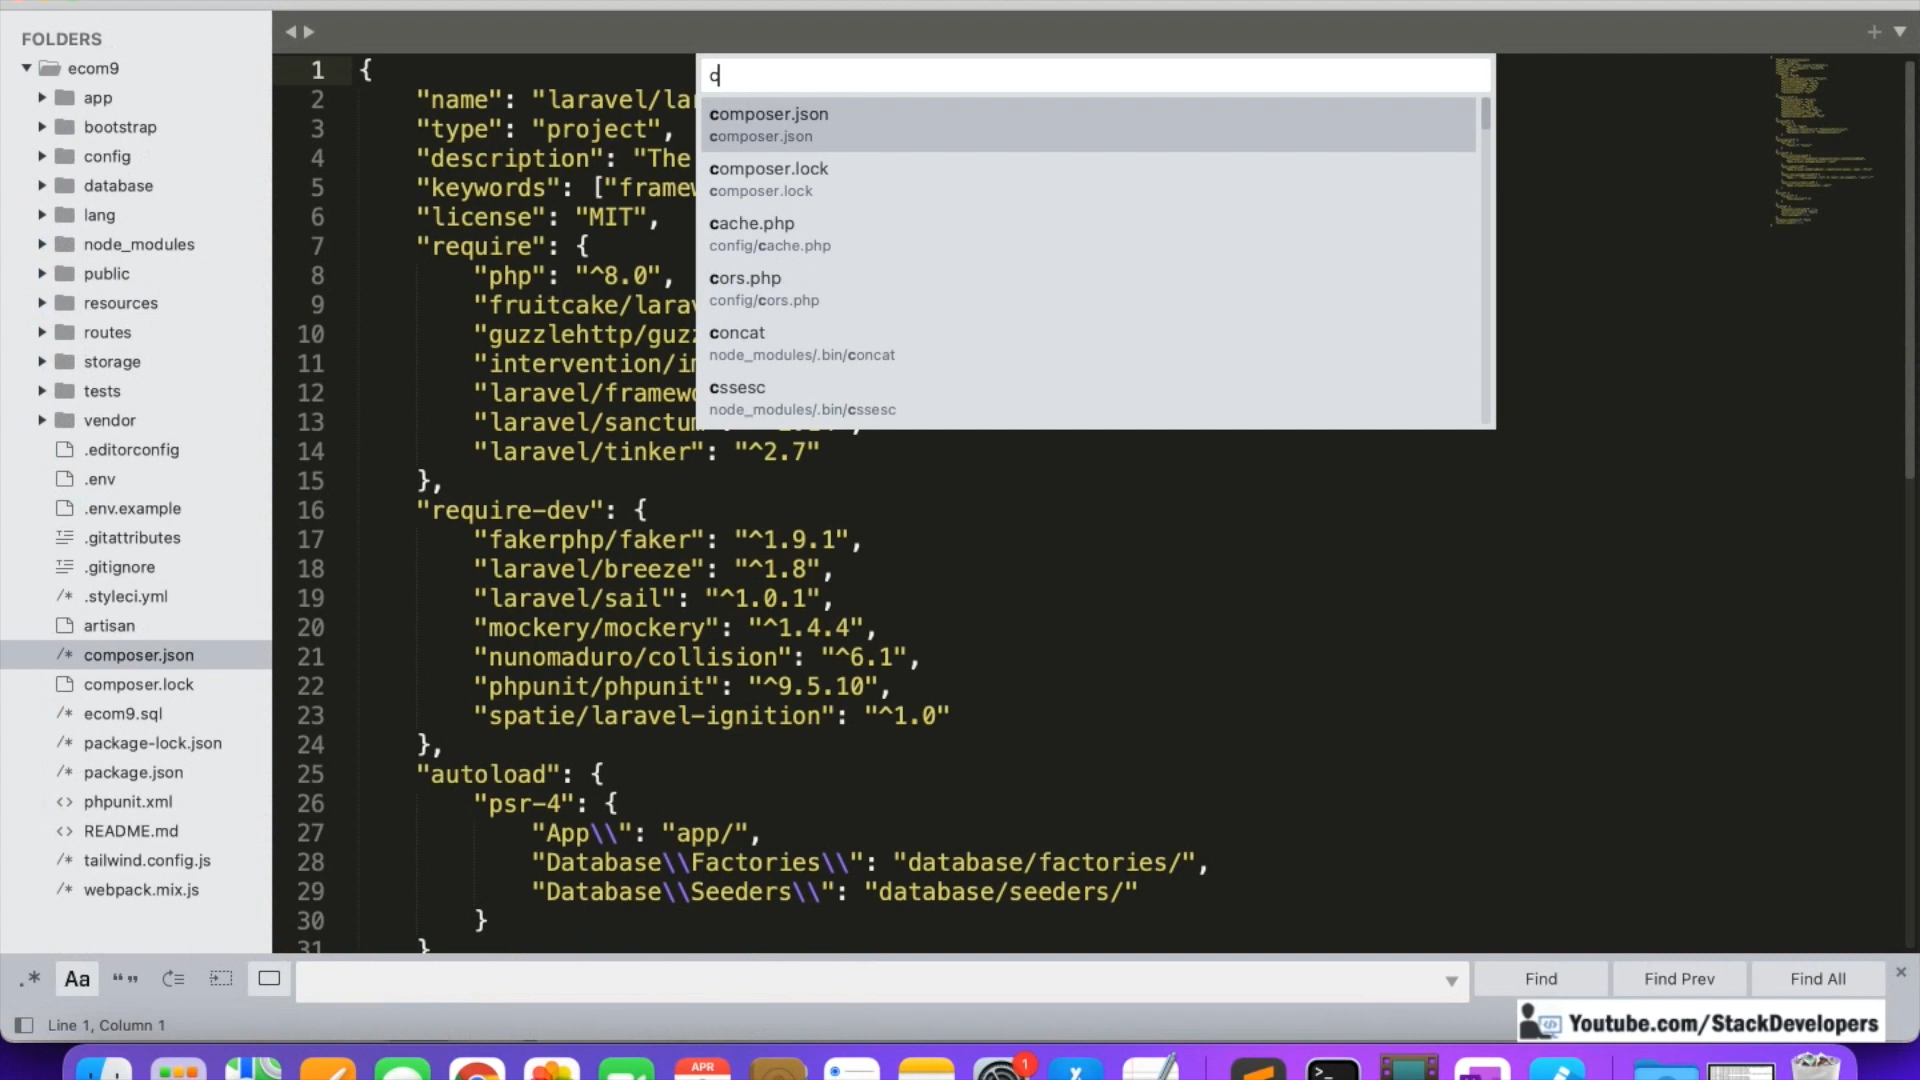 FOLDERS
ecom9
app
bootstrap
config
database
lang
node_modules
public
resources
routes
storage
tests
vendor
.editorconfig
.env
.env.example
.gitattributes
.gitignore
/* .styleci.yml
artisan
/* composer.json
composer.lock
/* ecom9.sql
/* package-lock.json
/* package.json
<> phpunit.xml
<> README.md
/* tailwind.config.js
/* webpack.mix.js
c
composer.json
composer.json
composer.lock
composer.lock
cache.php
config/cache.php
cors.php
config/cors.php
concat
node_modules/.bin/concat
cssesc
node_modules/.bin/cssesc
1 {
2 "name": "laravel/la
3 "type": "project",
4 "description": "The
5 "keywords": ["framew
6 "license": "MIT",
7 "require": {
8 "php": "^8.0",
9 "fruitcake/larav
10 "guzzlehttp/guzz
11 "intervention/im
12 "laravel/framewo
13 "laravel/sanctum
14 "laravel/tinker": "^2.7"
15 },
16 "require-dev": {
17 "fakerphp/faker": "^1.9.1",
18 "laravel/breeze": "^1.8",
19 "laravel/sail": "^1.0.1",
20 "mockery/mockery": "^1.4.4",
21 "nunomaduro/collision": "^6.1",
22 "phpunit/phpunit": "^9.5.10",
23 "spatie/laravel-ignition": "^1.0"
24 },
25 "autoload": {
26 "psr-4": {
27 "App\\": "app/",
28 "Database\\Factories\\": "database/factories/",
29 "Database\\Seeders\\": "database/seeders/"
30 }
31 }
.* Aa “” Find Find Prev Find All
Line 1, Column 1
Youtube.com/StackDevelopers
APR
1